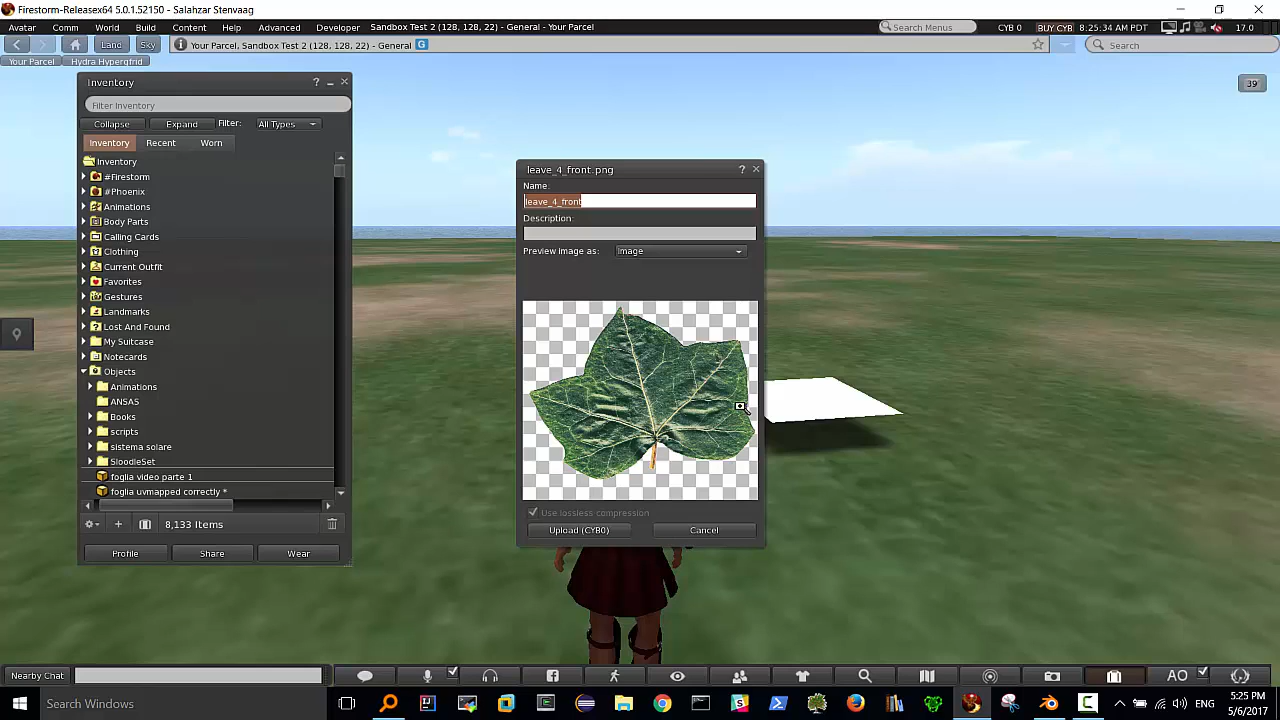 Firestorm-Releasex64 5.0.1.52150 - Salahzar Stenvaag
Avatar Comm World Build Content Help Advanced Developer Sandbox Test 2 (128, 128, 22) - General - Your Parcel Search Menus CYB 0 BUY CYB 8:25:34 AM PDT 17.0
Land Sky Your Parcel, Sandbox Test 2 (128, 128, 22) - General G Search
Your Parcel Hydra Hypergrid
39
Inventory ?
Filter Inventory
Collapse Expand Filter: All Types
Inventory Recent Worn
Inventory
#Firestorm
#Phoenix
Animations
Body Parts
Calling Cards
Clothing
Current Outfit
Favorites
Gestures
Landmarks
Lost And Found
My Suitcase
Notecards
Objects
Animations
ANSAS
Books
scripts
sistema solare
SloodleSet
foglia video parte 1
foglia uvmapped correctly *
8,133 Items
Profile Share Wear
leave_4_front.png ?
Name:
leave_4_front
Description:
Preview image as: Image
Use lossless compression
Upload (CYB0) Cancel
Nearby Chat AO
Search Windows
ENG
5:25 PM
5/6/2017